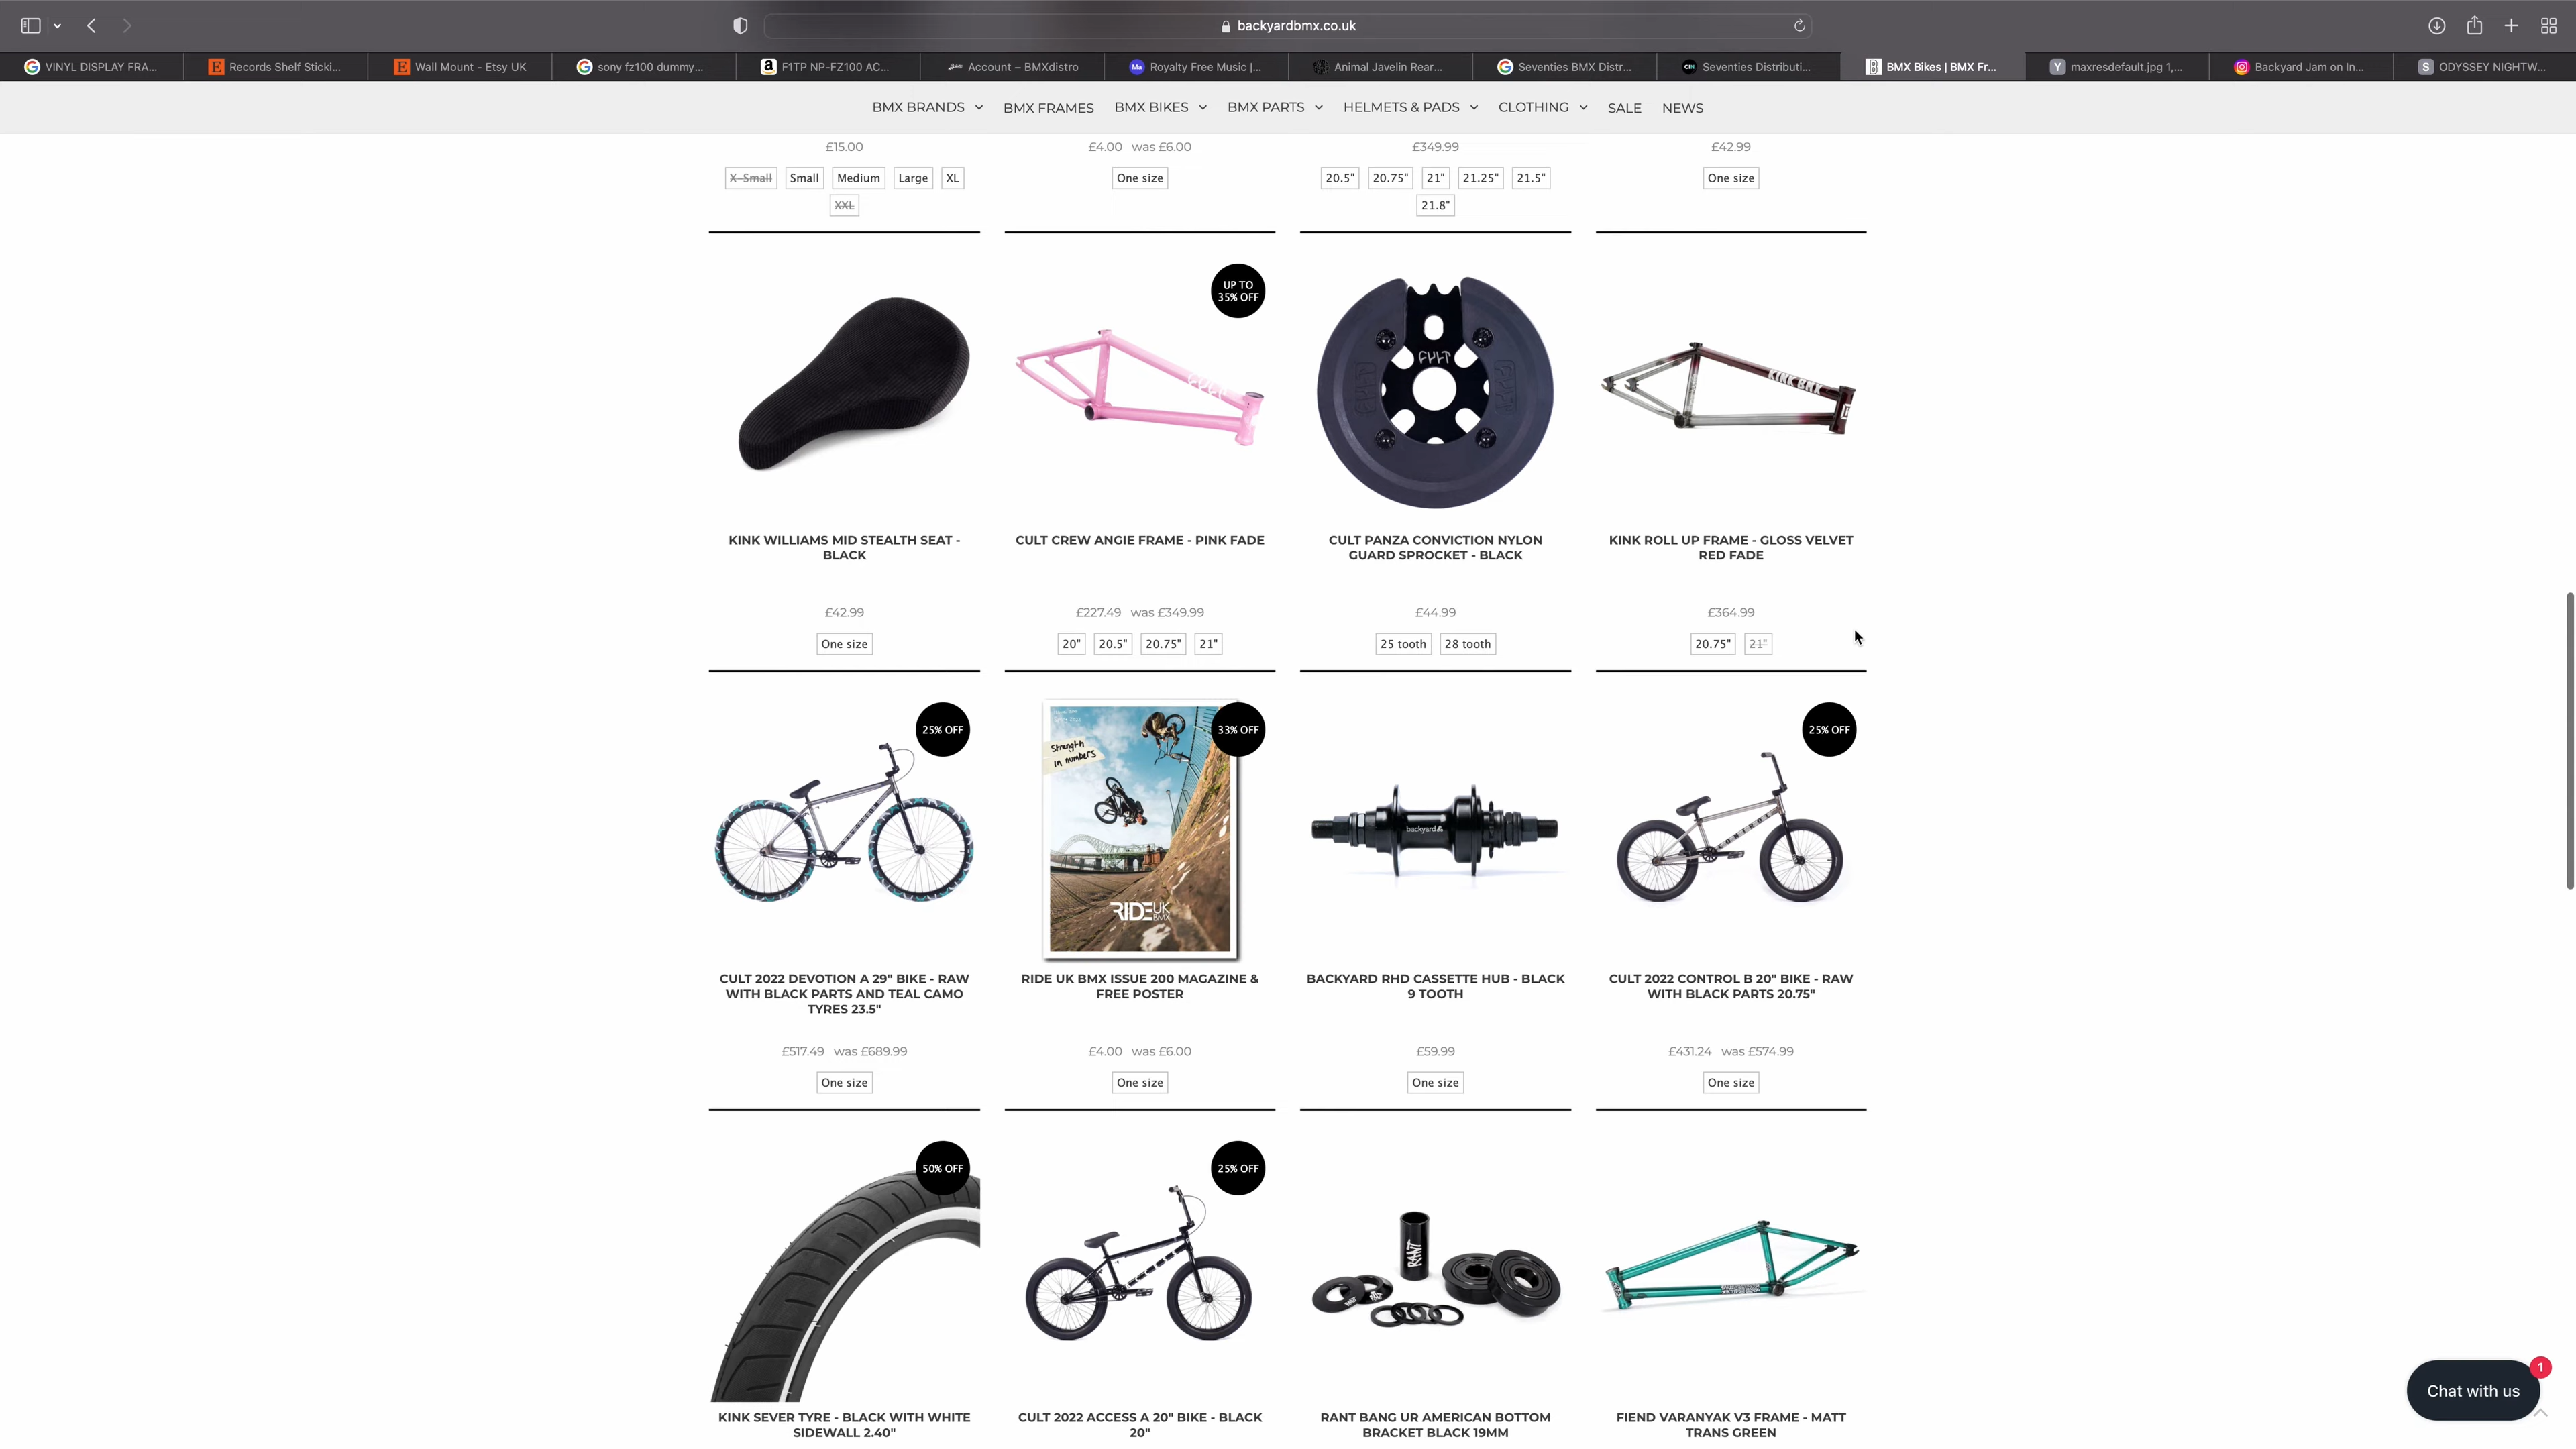 backyardbmx.co.uk
VINYL DISPLAY FRA...
Records Shelf Sticki...
Wall Mount - Etsy UK
sony fz100 dummy...
F1TP NP-FZ100 AC...
Account – BMXdistro
Royalty Free Music |...
Animal Javelin Rear...
Seventies BMX Distr...
Seventies Distributi...
BMX Bikes | BMX Fr...
maxresdefault.jpg 1,...
Backyard Jam on In...
ODYSSEY NIGHTW...
BMX BRANDS BMX FRAMES BMX BIKES BMX PARTS HELMETS & PADS CLOTHING SALE NEWS
£15.00
X-Small Small Medium Large XL
XXL
£4.00 was £6.00
One size
£349.99
20.5" 20.75" 21" 21.25" 21.5"
21.8"
£42.99
One size
KINK WILLIAMS MID STEALTH SEAT -
BLACK
£42.99
One size
UP TO
35% OFF
CULT
CULT CREW ANGIE FRAME - PINK FADE
£227.49 was £349.99
20" 20.5" 20.75" 21"
CULT
CULT PANZA CONVICTION NYLON
GUARD SPROCKET - BLACK
£44.99
25 tooth 28 tooth
KINK BMX
KINK ROLL UP FRAME - GLOSS VELVET
RED FADE
£364.99
20.75" 21"
25% OFF
CULT 2022 DEVOTION A 29" BIKE - RAW
WITH BLACK PARTS AND TEAL CAMO
TYRES 23.5"
£517.49 was £689.99
One size
33% OFF
Strength
in numbers
RIDEUK
BMX
RIDE UK BMX ISSUE 200 MAGAZINE &
FREE POSTER
£4.00 was £6.00
One size
backyard
BACKYARD RHD CASSETTE HUB - BLACK
9 TOOTH
£59.99
One size
25% OFF
CULT 2022 CONTROL B 20" BIKE - RAW
WITH BLACK PARTS 20.75"
£431.24 was £574.99
One size
50% OFF
KINK SEVER TYRE - BLACK WITH WHITE
SIDEWALL 2.40"
25% OFF
CULT 2022 ACCESS A 20" BIKE - BLACK
20"
RANT
RANT BANG UR AMERICAN BOTTOM
BRACKET BLACK 19MM
FIEND VARANYAK V3 FRAME - MATT
TRANS GREEN
1
Chat with us